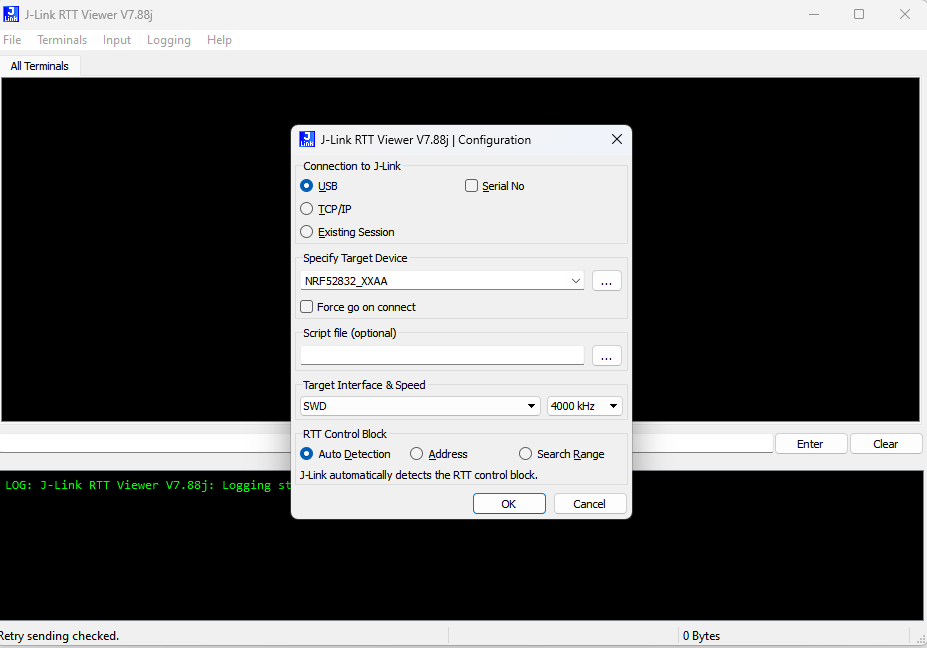 J-Link RTT Viewer V7.88j
File Terminals Input Logging Help
All Terminals
J-Link RTT Viewer V7.88j | Configuration
Connection to J-Link
USB Serial No
TCP/IP
Existing Session
Specify Target Device
NRF52832_XXAA ...
Force go on connect
Script file (optional)
...
Target Interface & Speed
SWD 4000 kHz
RTT Control Block
Auto Detection Address Search Range
J-Link automatically detects the RTT control block.
OK Cancel
Enter Clear
LOG: J-Link RTT Viewer V7.88j: Logging st
Retry sending checked. 0 Bytes